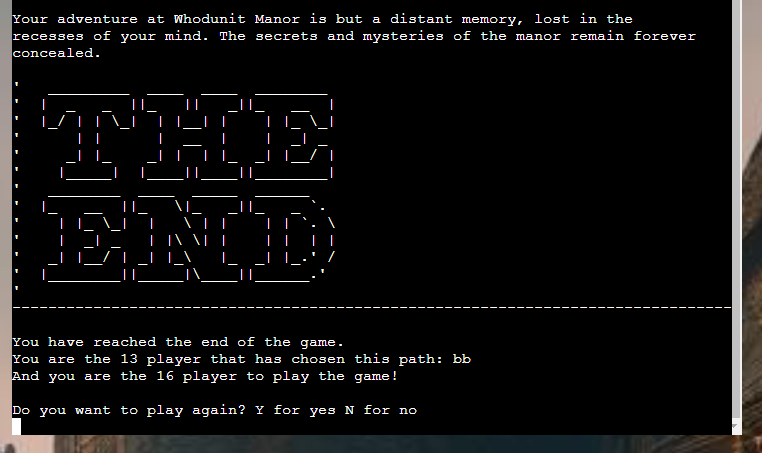 Your adventure at Whodunit Manor is but a distant memory, lost in the
recesses of your mind. The secrets and mysteries of the manor remain forever
concealed.
THE
END
You have reached the end of the game.
You are the 13 player that has chosen this path: bb
And you are the 16 player to play the game!
Do you want to play again? Y for yes N for no